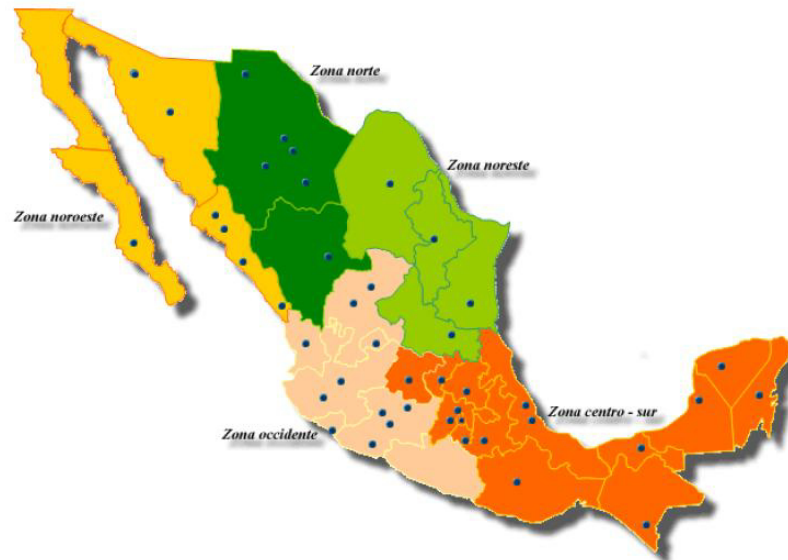 Zona norte
Zona noreste
Zona noroeste
Zona centro - sur
Zona occidente